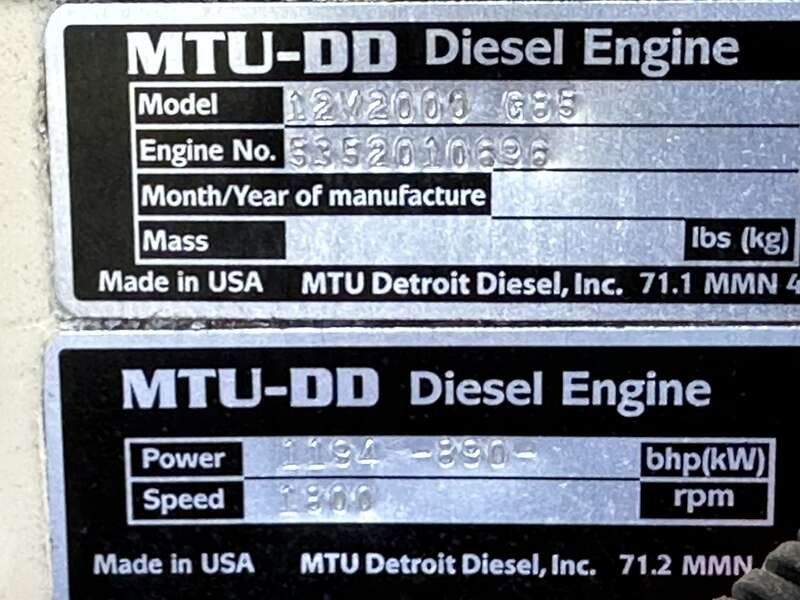 MTU-DD Diesel Engine
Model 12V2000 G85
Engine No. 5352010696
Month/Year of manufacture
Mass lbs (kg)
Made in USA MTU Detroit Diesel, Inc. 71.1 MMN 4
MTU-DD Diesel Engine
Power 1194 -890- bhp(kW)
Speed 1800 rpm
Made in USA MTU Detroit Diesel, Inc. 71.2 MMN